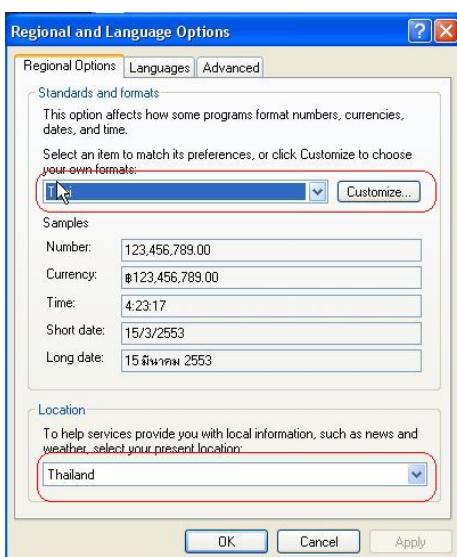 Regional and Language Options
Regional Options Languages Advanced
Standards and formats
This option affects how some programs format numbers, currencies,
dates, and time.
Select an item to match its preferences, or click Customize to choose
your own formats:
Customize...
Samples
Number: 123,456,789.00
Currency: ฿123,456,789.00
Time: 4:23:17
Short date: 15/3/2553
Long date: 15 มีนาคม 2553
Location
To help services provide you with local information, such as news and
weather, select your present location:
Thailand
OK Cancel Apply